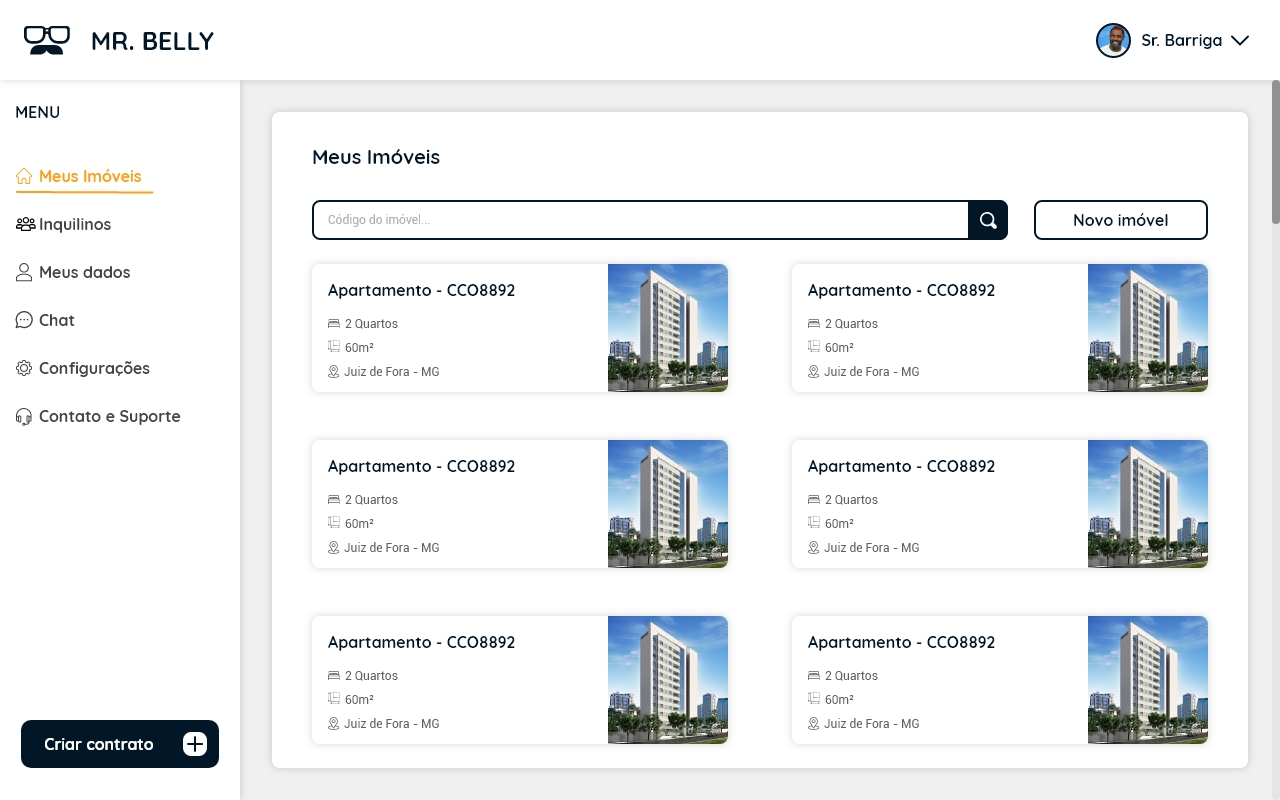 MR. BELLY
Sr. Barriga
MENU
Meus Imóveis
Inquilinos
Meus dados
Chat
Configurações
Contato e Suporte
Criar contrato
Meus Imóveis
Código do imóvel...
Novo imóvel
Apartamento - CCO8892
2 Quartos
60m²
Juiz de Fora - MG
Apartamento - CCO8892
2 Quartos
60m²
Juiz de Fora - MG
Apartamento - CCO8892
2 Quartos
60m²
Juiz de Fora - MG
Apartamento - CCO8892
2 Quartos
60m²
Juiz de Fora - MG
Apartamento - CCO8892
2 Quartos
60m²
Juiz de Fora - MG
Apartamento - CCO8892
2 Quartos
60m²
Juiz de Fora - MG